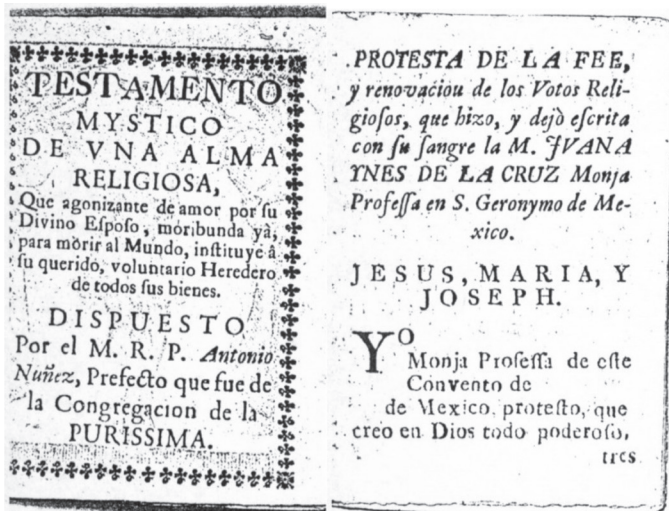 TESTAMENTO
MYSTICO
DE VNA ALMA
RELIGIOSA,
Que agonizante de amor por ſu
Divino Eſpoſo, moribunda yà,
para morir al Mundo, inſtituye â
ſu querido, voluntario Heredero
de todos ſus bienes.
DISPUESTO
Por el M. R. P. Antonio
Nuñez, Prefecto que fue de
la Congregacion de la
PURISSIMA.
PROTESTA DE LA FEE,
y renovaciou de los Votos Reli-
gioſos, que hizo, y dejò eſcrita
con ſu ſangre la M. JVANA
YNES DE LA CRUZ Monja
Profeſſa en S. Geronymo de Me-
xico.
JESUS, MARIA, Y
JOSEPH.
YO
Monja Profeſſa de eſte
Convento de
de Mexico, proteſto, que
creo en Dios todo poderoſo,
tres